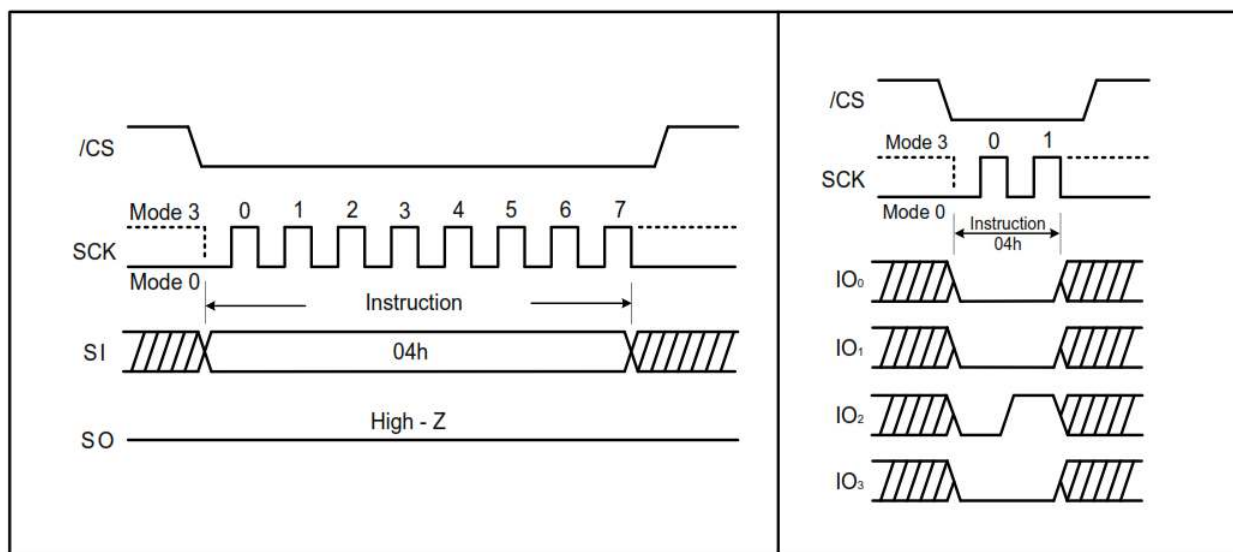 /CS
Mode 3 0 1 2 3 4 5 6 7
SCK
Mode 0
Instruction
SI 04h
High - Z
SO
/CS
Mode 3 0 1
SCK
Mode 0 Instruction
04h
IO₀
IO₁
IO₂
IO₃